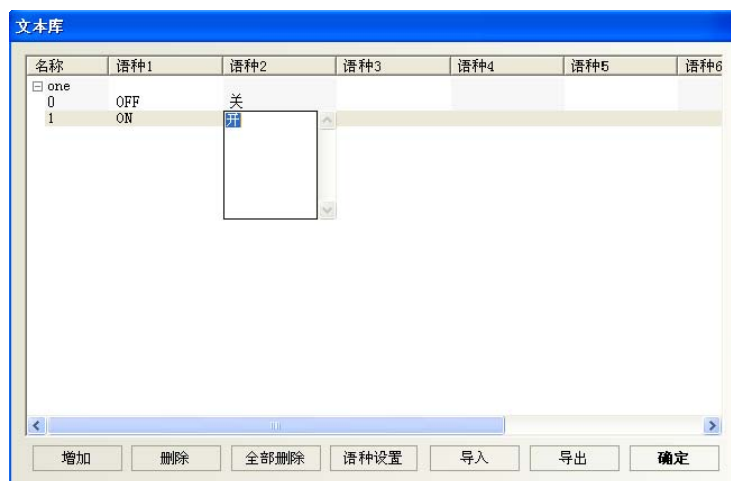 文本库
名称 语种1 语种2 语种3 语种4 语种5 语种6
one
0 OFF 关
1 ON 开
增加 删除 全部删除 语种设置 导入 导出 确定